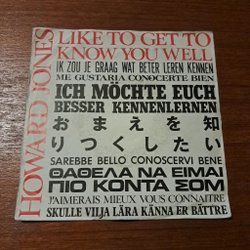 HOWARD JONES
LIKE TO GET TO
KNOW YOU WELL
IK ZOU JE GRAAG WAT BETER LEREN KENNEN
ME GUSTARIA CONOCERTE BIEN
ICH MÖCHTE EUCH
BESSER KENNENLERNEN
おまえを知
りつくしたい
SAREBBE BELLO CONOSCERVI BENE
ΘΑΘΕΛΑ ΝΑ ΕΙΜΑΙ
ΠΙΟ ΚΟΝΤΑ ΣΟΜ
J'AIMERAIS MIEUX VOUS CONNAITRE
SKULLE VILJA LÄRA KÄNNA ER BÄTTRE